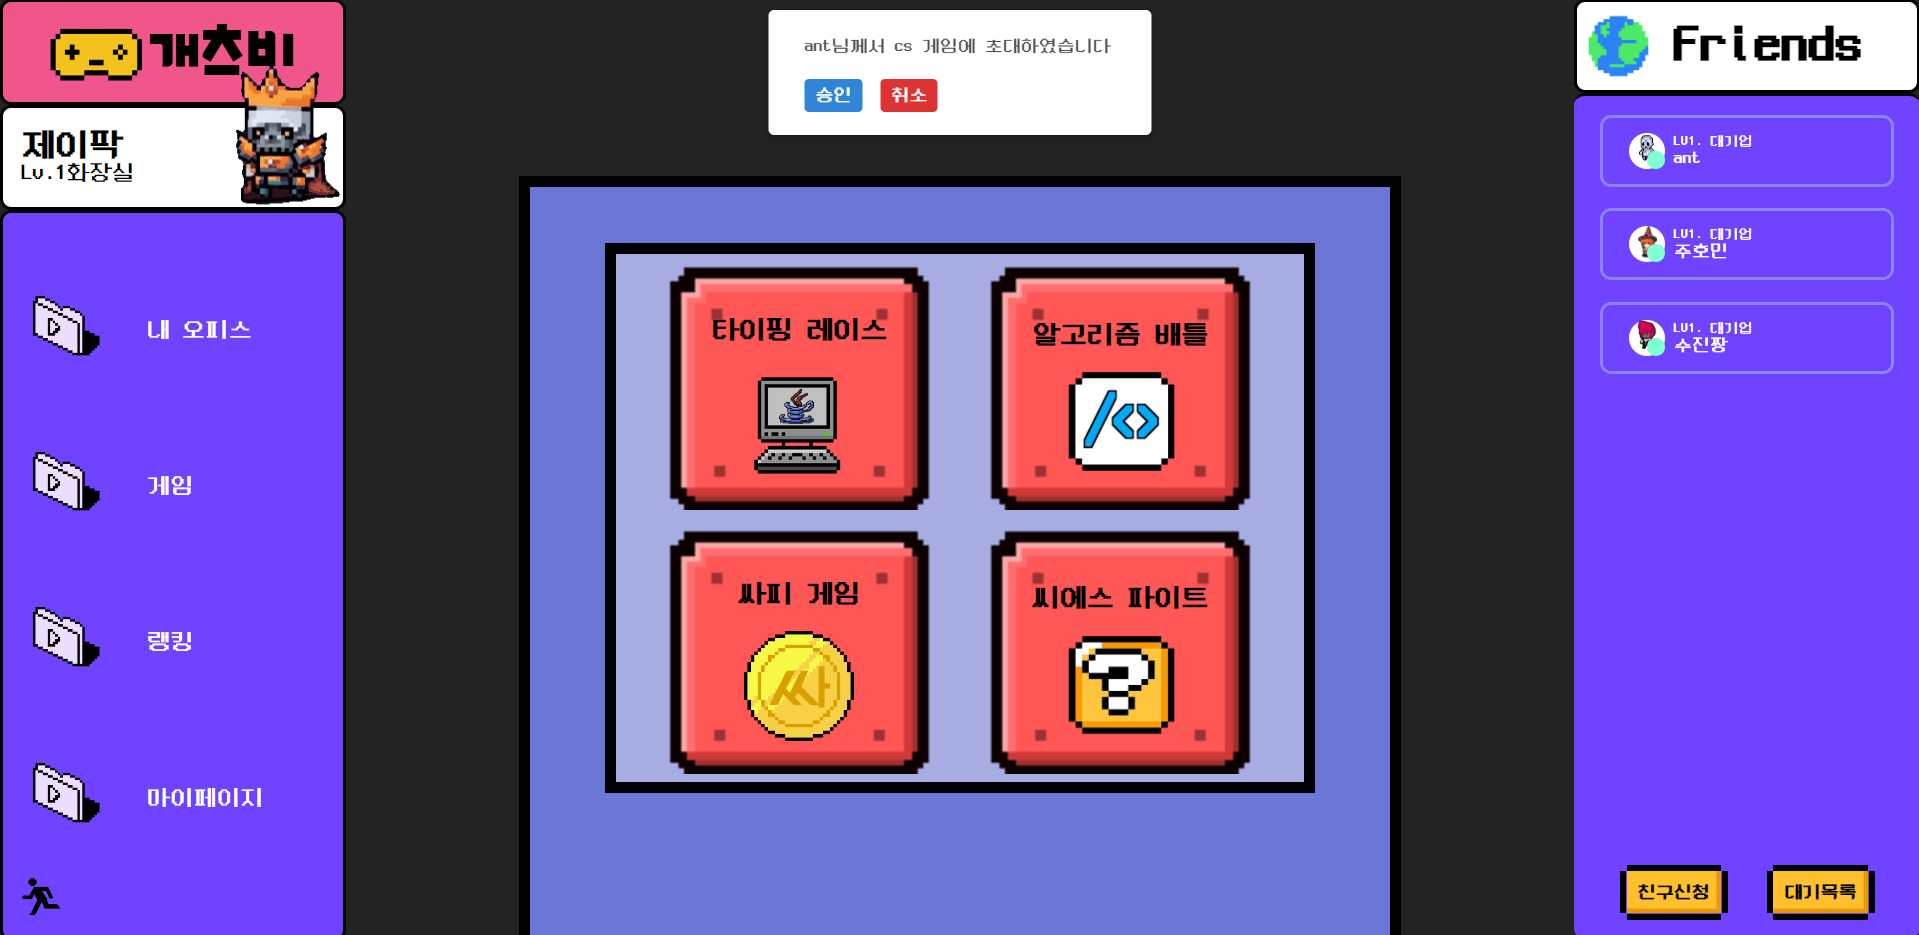 개츠비
제이팍
Lv.1화장실
내 오피스
게임
랭킹
마이페이지
ant님께서 cs 게임에 초대하였습니다
승인
취소
타이핑 레이스
알고리즘 배틀
싸피 게임
싸
씨에스 파이트
Friends
LV1. 대기업
ant
LV1. 대기업
주호민
LV1. 대기업
수진짱
친구신청
대기목록